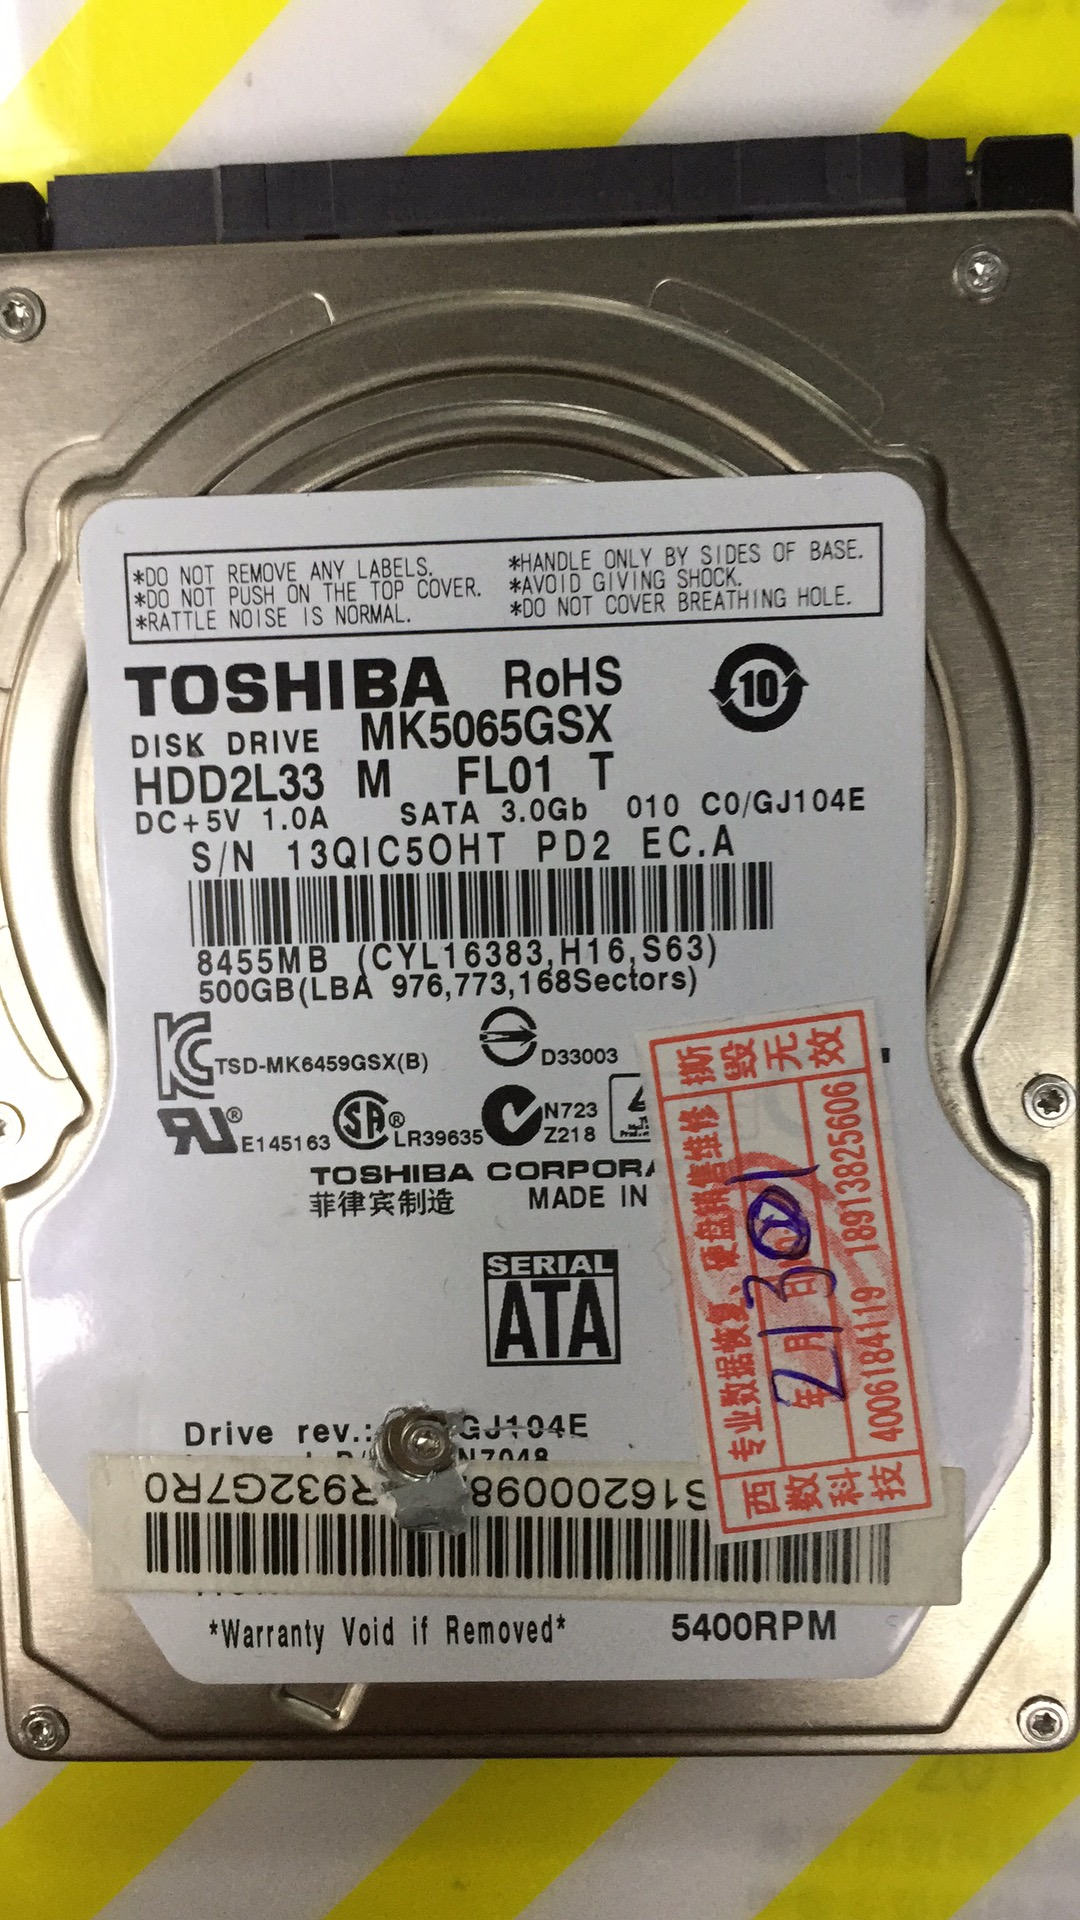 *DO NOT REMOVE ANY LABELS.
*DO NOT PUSH ON THE TOP COVER.
*RATTLE NOISE IS NORMAL.
*HANDLE ONLY BY SIDES OF BASE.
*AVOID GIVING SHOCK.
*DO NOT COVER BREATHING HOLE.
TOSHIBA RoHS
10
DISK DRIVE MK5065GSX
HDD2L33 M FL01 T
DC+5V 1.0A SATA 3.0Gb 010 C0/GJ104E
S/N 13QIC5OHT PD2 EC.A
8455MB (CYL16383,H16,S63)
500GB(LBA 976,773,168Sectors)
TSD-MK6459GSX(B)
D33003
E145163
LR39635
N723
Z218
TOSHIBA CORPORA
菲律宾制造 MADE IN
SERIAL
ATA
Drive rev.: GJ104E
N7048
S16200098 R932G7R0
*Warranty Void if Removed* 5400RPM
撕毁无效
专业数据恢复、硬盘销售维修
年 2月 13 日
4006184119 18913825606
西数科技